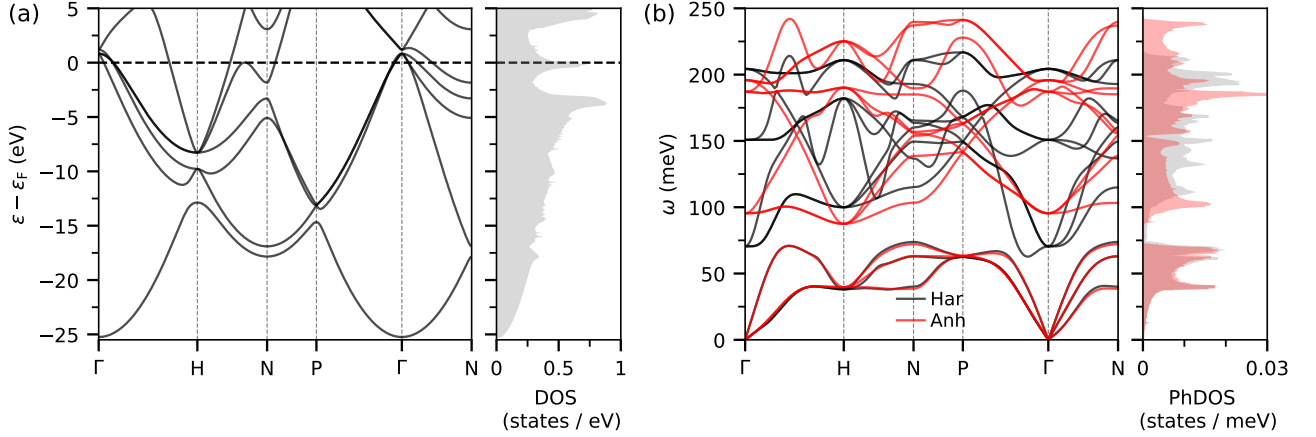 (a)
ε − εF (eV)
5
0
−5
−10
−15
−20
−25
Γ
H
N
P
Γ
N
0
0.5
1
DOS
(states / eV)
(b)
ω (meV)
250
200
150
100
50
0
Γ
H
N
P
Γ
N
Har
Anh
0
0.03
PhDOS
(states / meV)